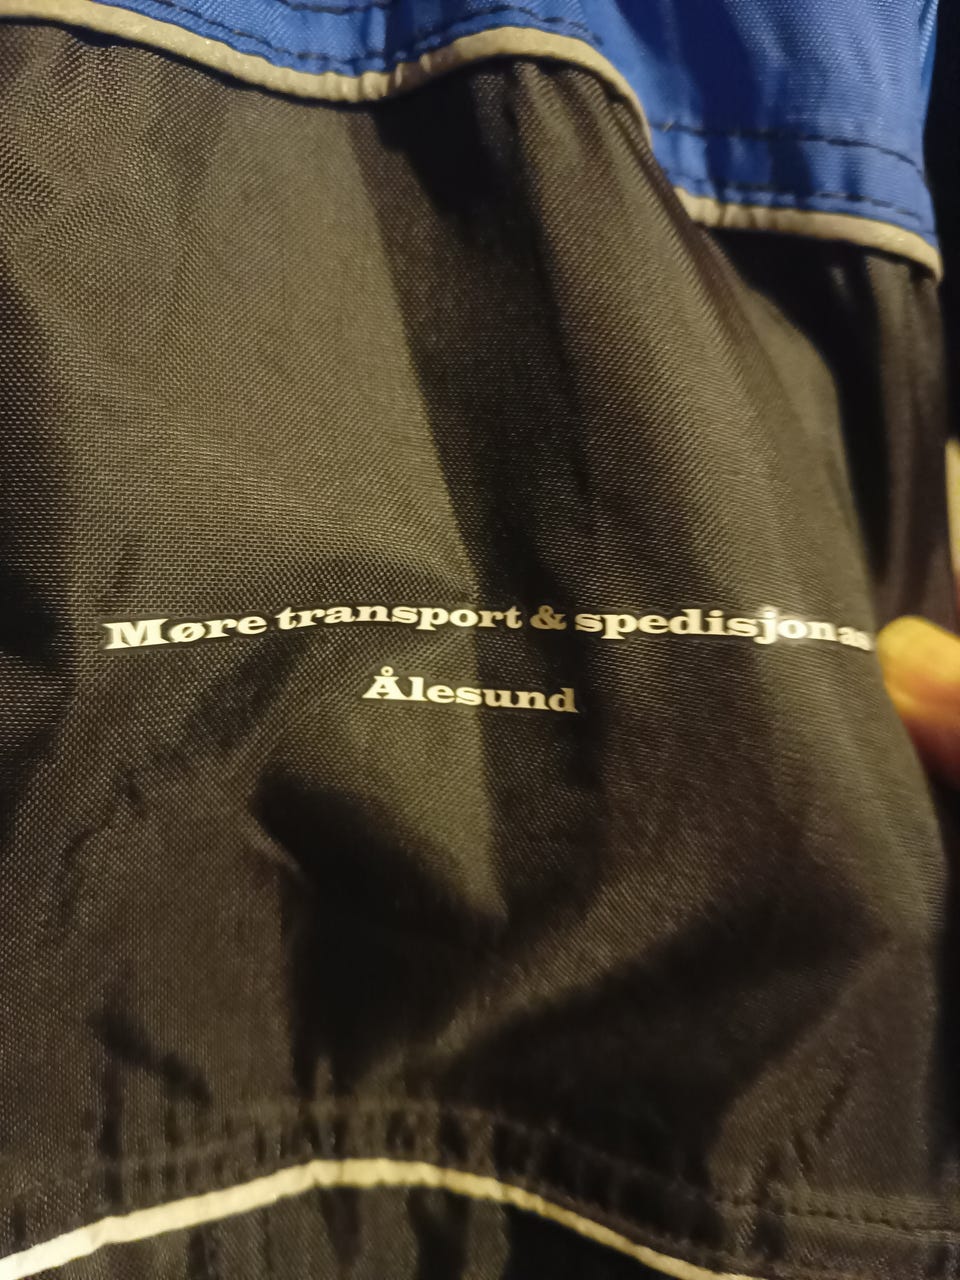 Møre transport & spedisjon as
Ålesund